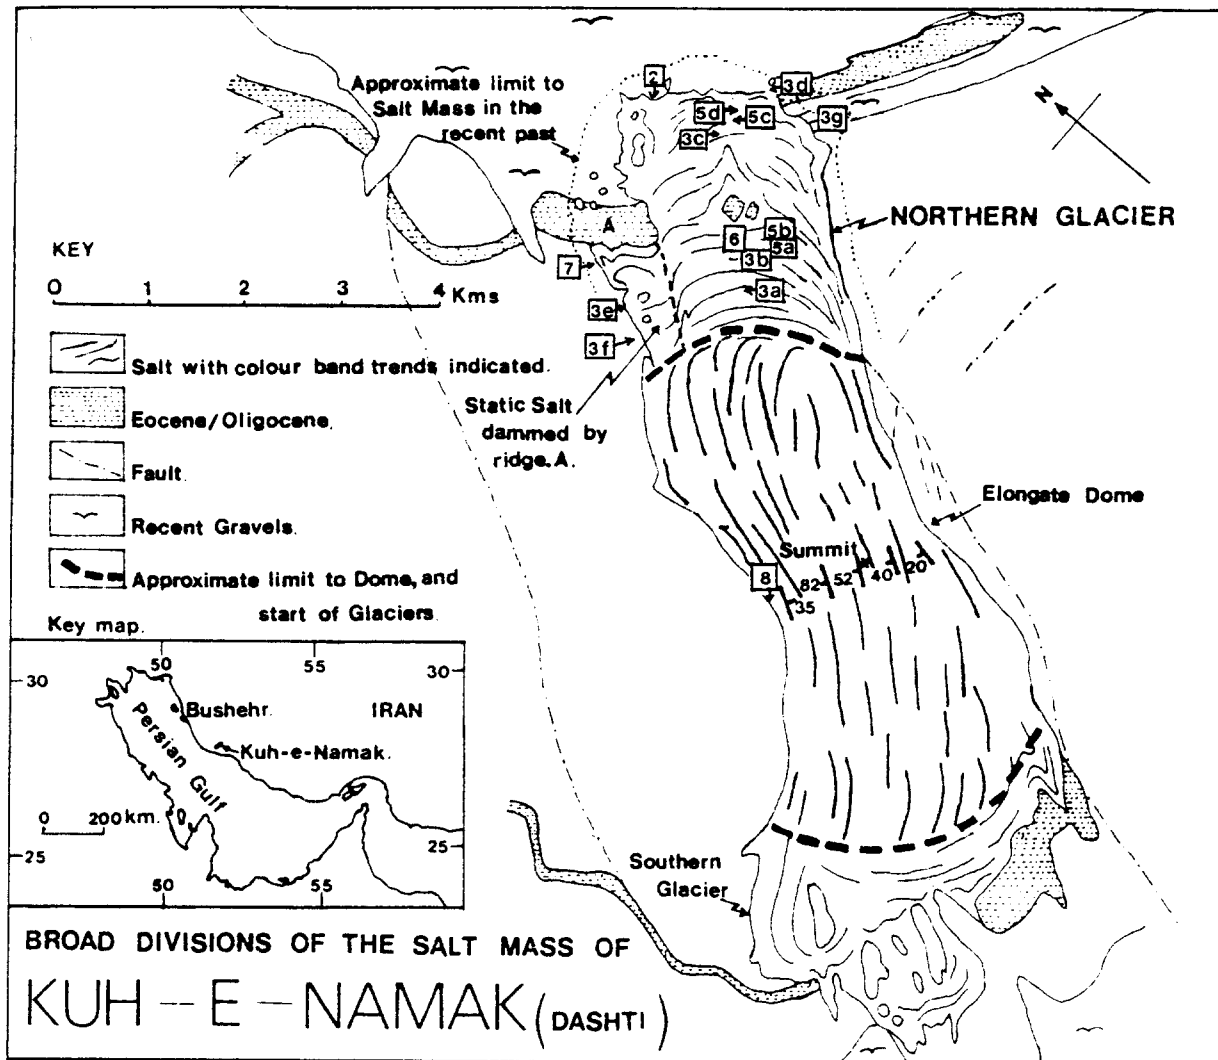 Approximate limit to
Salt Mass in the
recent past
2
3d
5d
5c
3g
3c
N
NORTHERN GLACIER
A
6
5b
5a
3b
7
3a
3e
3f
KEY
0 1 2 3 4 Kms
Salt with colour band trends indicated.
Eocene/Oligocene.
Fault.
Recent Gravels.
Approximate limit to Dome, and
start of Glaciers.
Static Salt
dammed by
ridge. A.
Elongate Dome
Summit
8
35
82
52
40
20
Key map.
50
55
30
30
Bushehr.
IRAN
Persian Gulf
Kuh-e-Namak.
0 200 km.
25
25
50
55
Southern
Glacier
BROAD DIVISIONS OF THE SALT MASS OF
KUH-E-NAMAK (DASHTI)